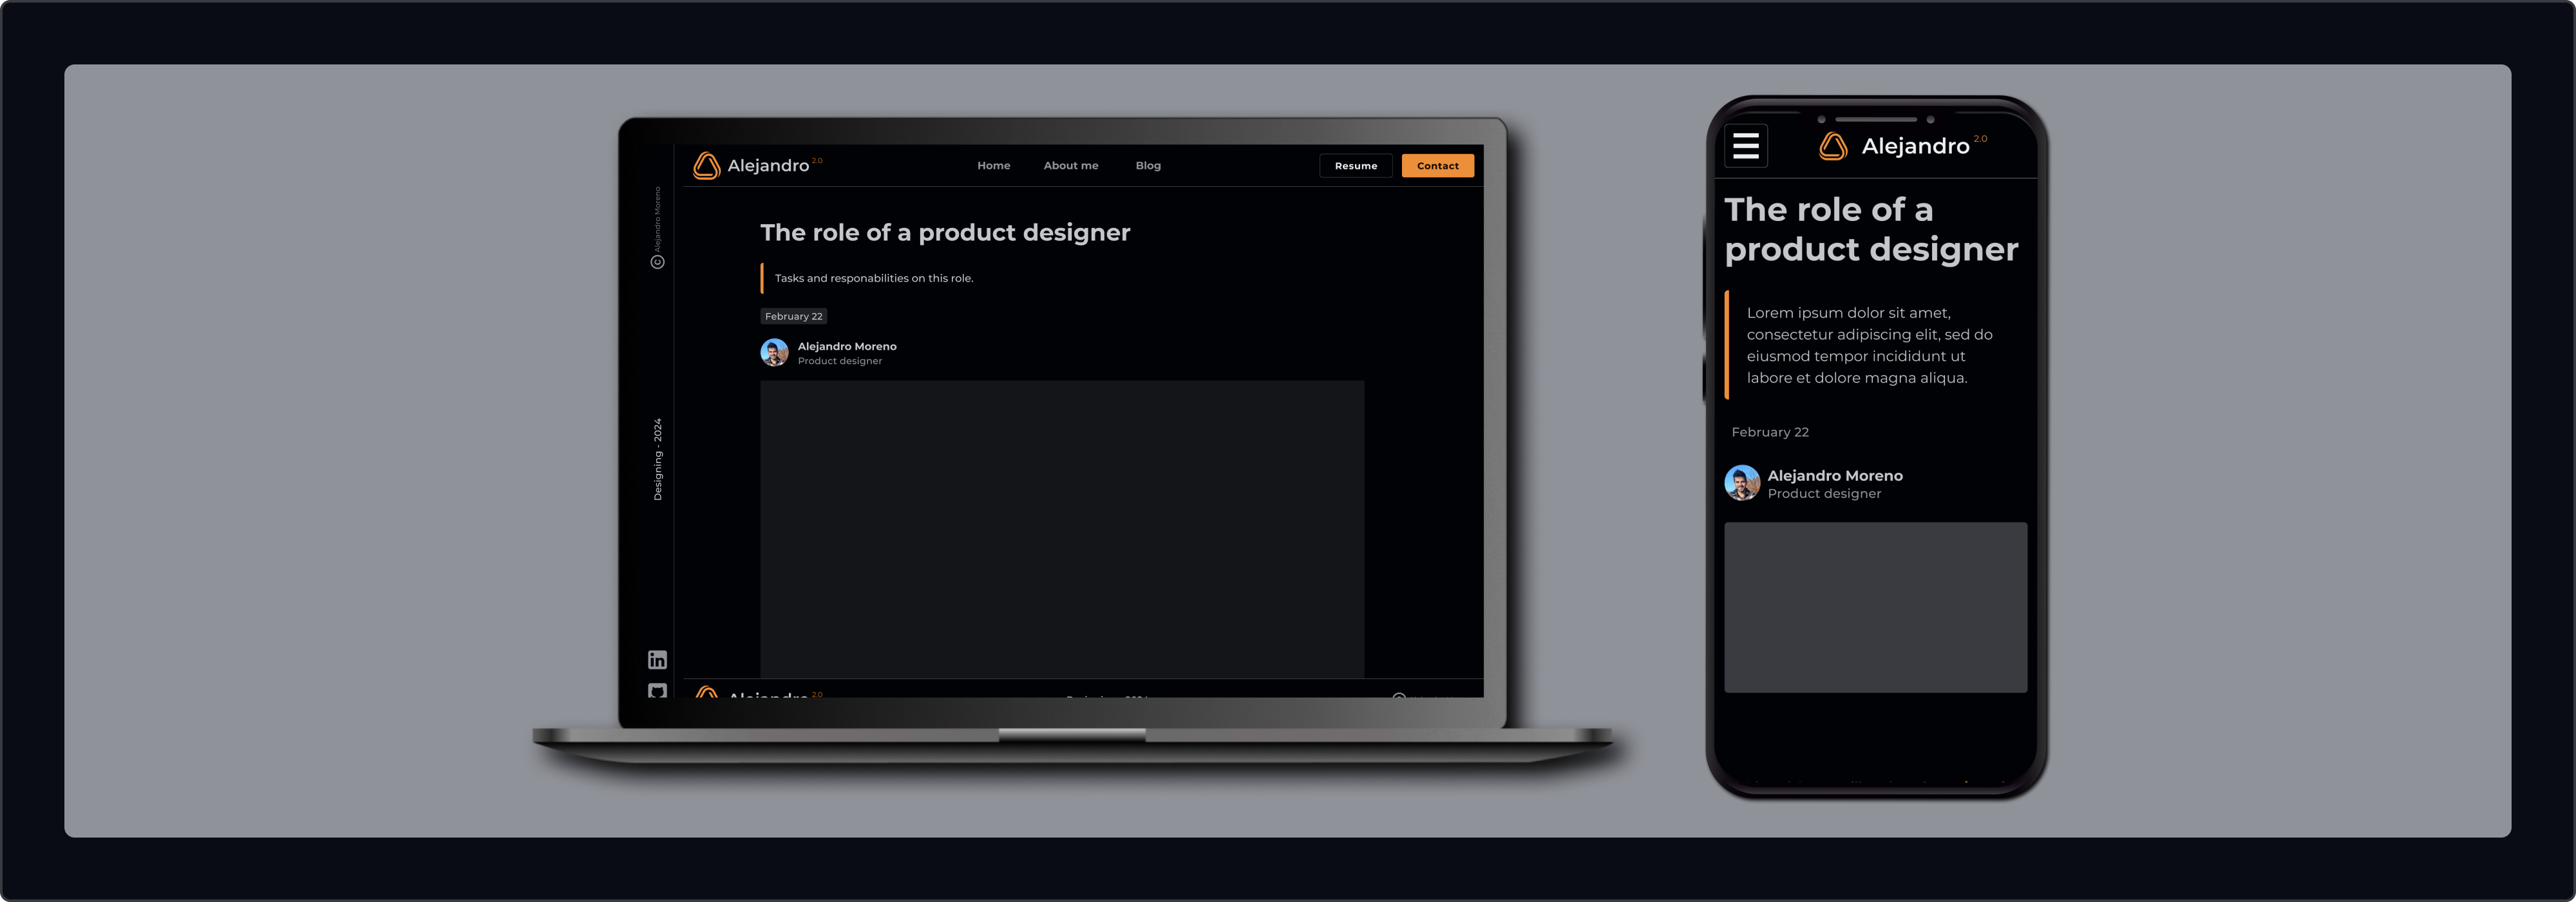 Alejandro 2.0
Home
About me
Blog
Resume
Contact
Alejandro Moreno
Designing - 2024
The role of a product designer
Tasks and responabilities on this role.
February 22
Alejandro Moreno
Product designer
Alejandro 2.0
Alejandro 2.0
The role of a
product designer
Lorem ipsum dolor sit amet,
consectetur adipiscing elit, sed do
eiusmod tempor incididunt ut
labore et dolore magna aliqua.
February 22
Alejandro Moreno
Product designer